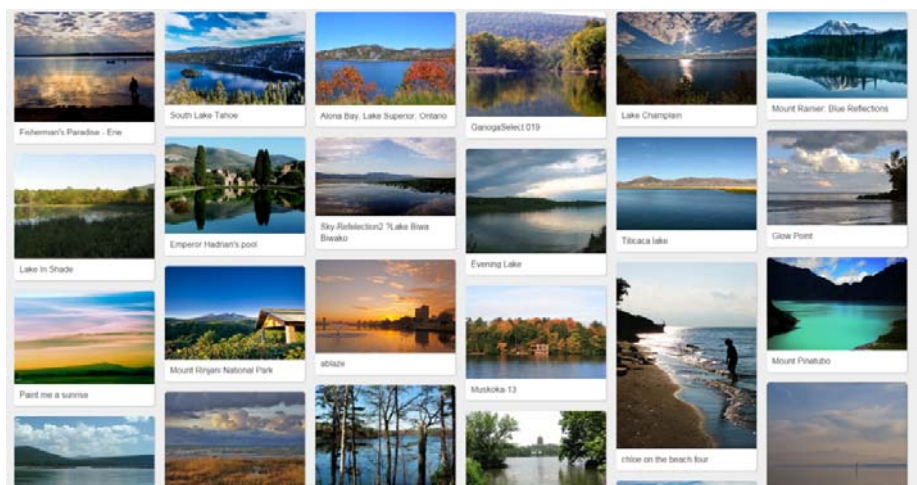 Fisherman's Paradise - Erie
South Lake Tahoe
Alona Bay, Lake Superior, Ontario
GanogaSelect 019
Lake Champlain
Mount Rainier: Blue Reflections
Lake In Shade
Emperor Hadrian's pool
Sky-Refelection2 ?Lake Biwa
Biwako
Evening Lake
Titicaca lake
Glow Point
Paint me a sunrise
Mount Rinjani National Park
ablaze
Muskoka-13
chloe on the beach four
Mount Pinatubo